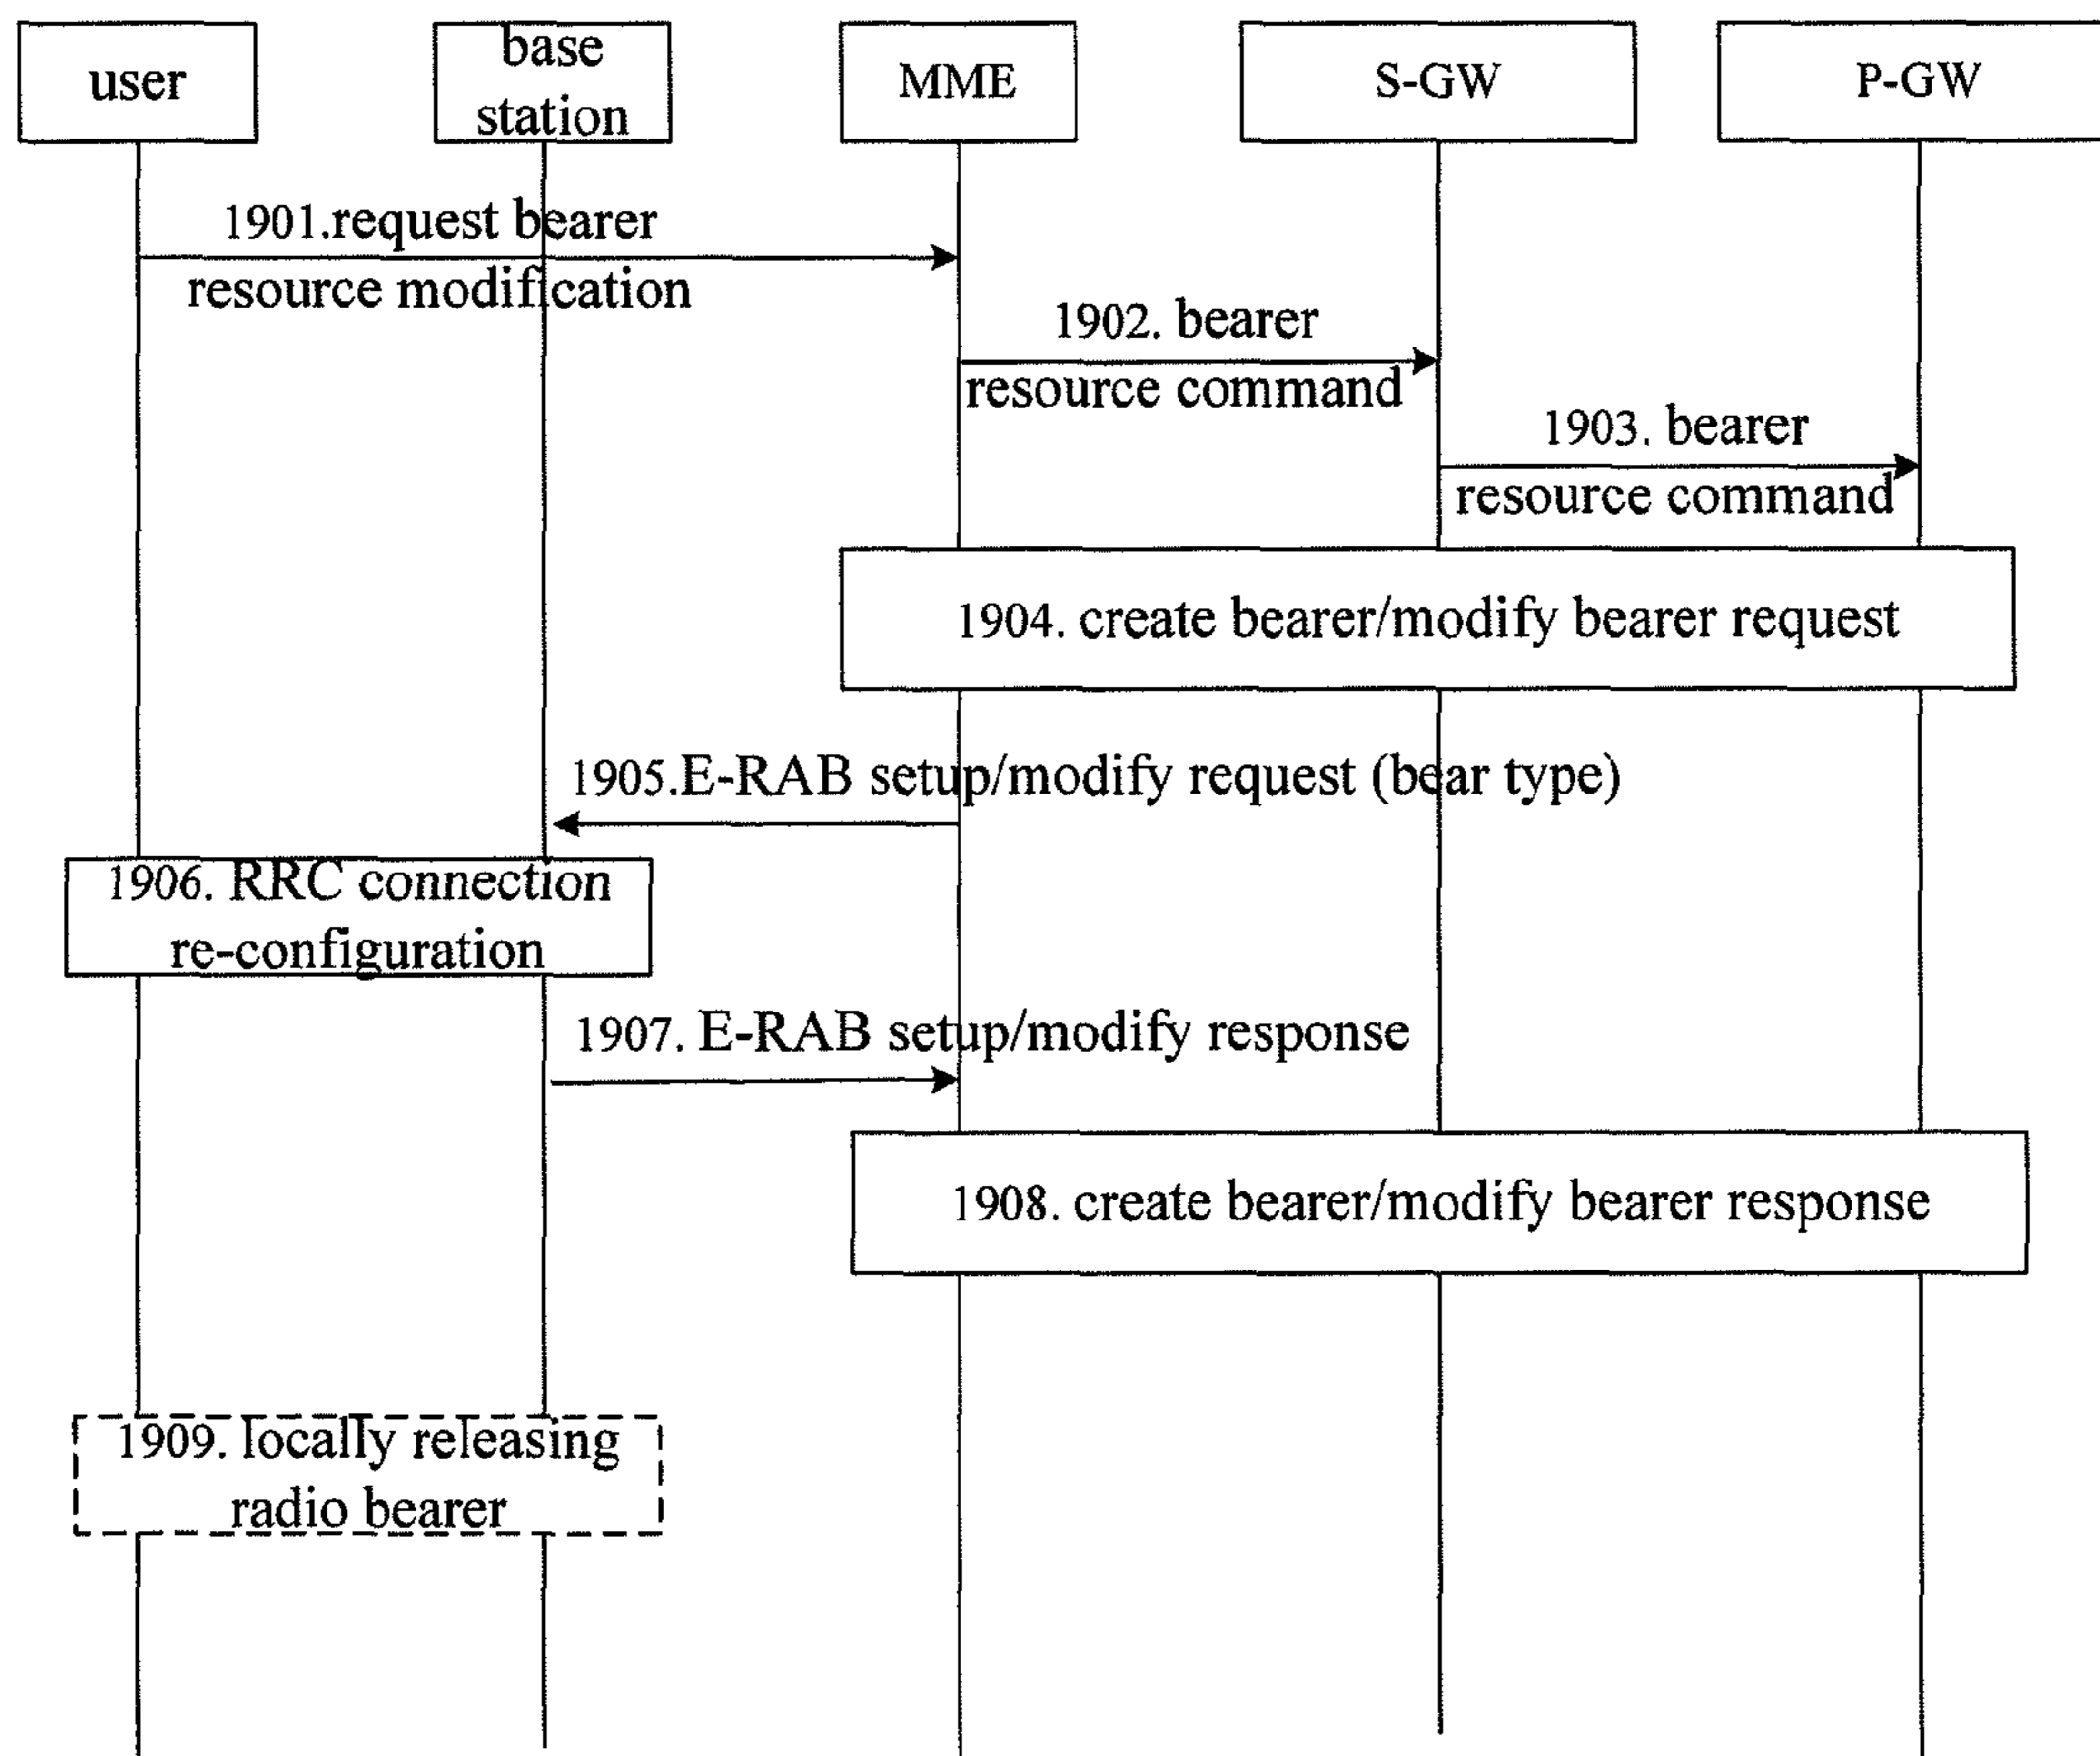 user
base
station
MME
S-GW
P-GW
1901.request bearer
resource modification
1902. bearer
resource command
1903. bearer
resource command
1904. create bearer/modify bearer request
1905.E-RAB setup/modify request (bear type)
1906. RRC connection
re-configuration
1907. E-RAB setup/modify response
1908. create bearer/modify bearer response
1909. locally releasing
radio bearer